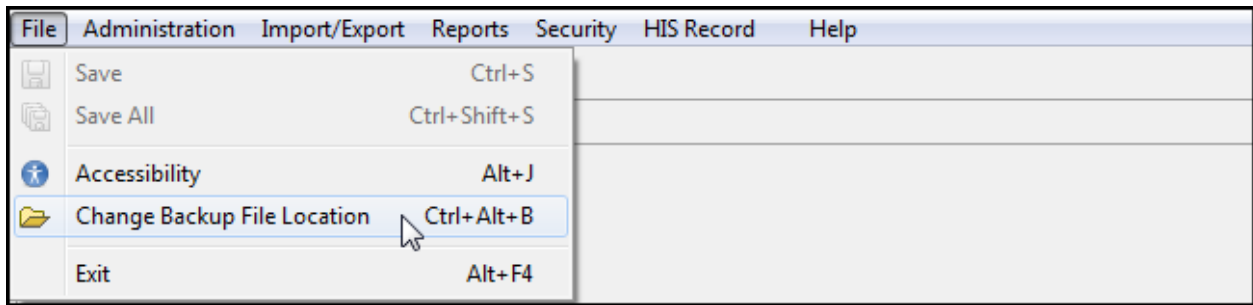 File Administration Import/Export Reports Security HIS Record Help
Save Ctrl+S
Save All Ctrl+Shift+S
Accessibility Alt+J
Change Backup File Location Ctrl+Alt+B
Exit Alt+F4